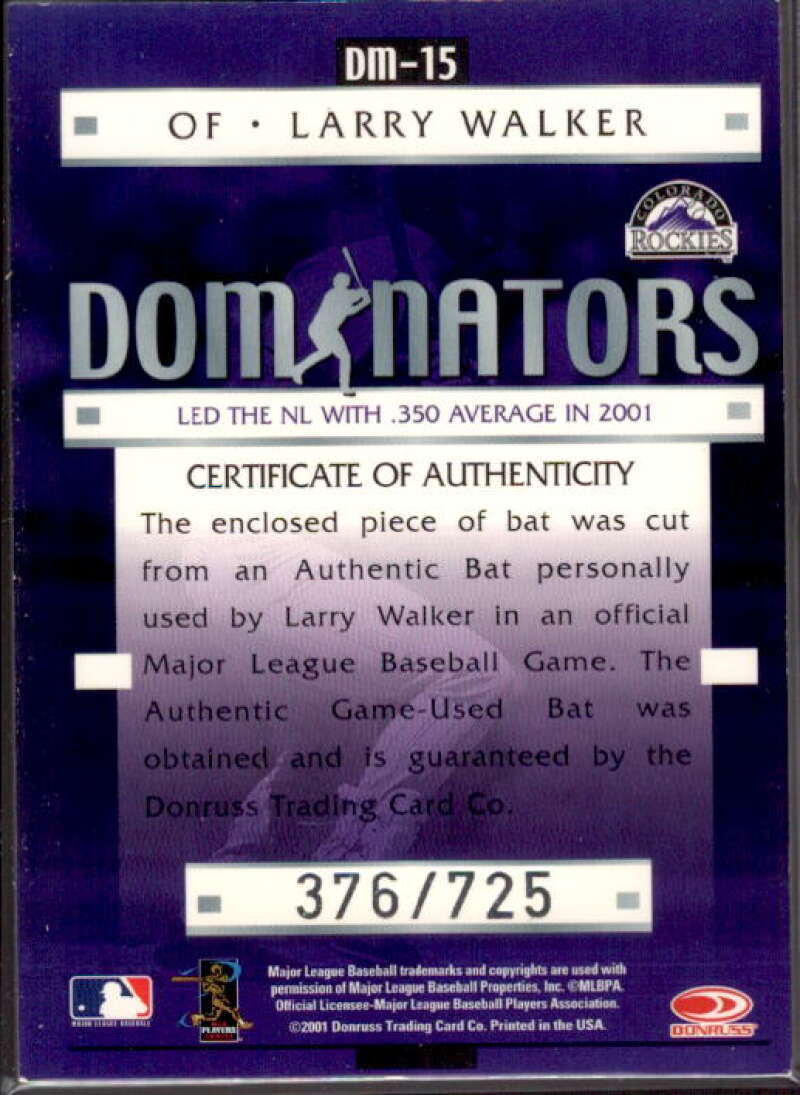 DM-15
OF • LARRY WALKER
COLORADO
ROCKIES
DOMINATORS
LED THE NL WITH .350 AVERAGE IN 2001
CERTIFICATE OF AUTHENTICITY
The enclosed piece of bat was cut
from an Authentic Bat personally
used by Larry Walker in an official
Major League Baseball Game. The
Authentic Game-Used Bat was
obtained and is guaranteed by the
Donruss Trading Card Co.
376/725
Major League Baseball trademarks and copyrights are used with
permission of Major League Baseball Properties, Inc. ©MLBPA.
Official Licensee-Major League Baseball Players Association.
©2001 Donruss Trading Card Co. Printed in the USA.
MAJOR LEAGUE BASEBALL
PLAYERS
DONRUSS